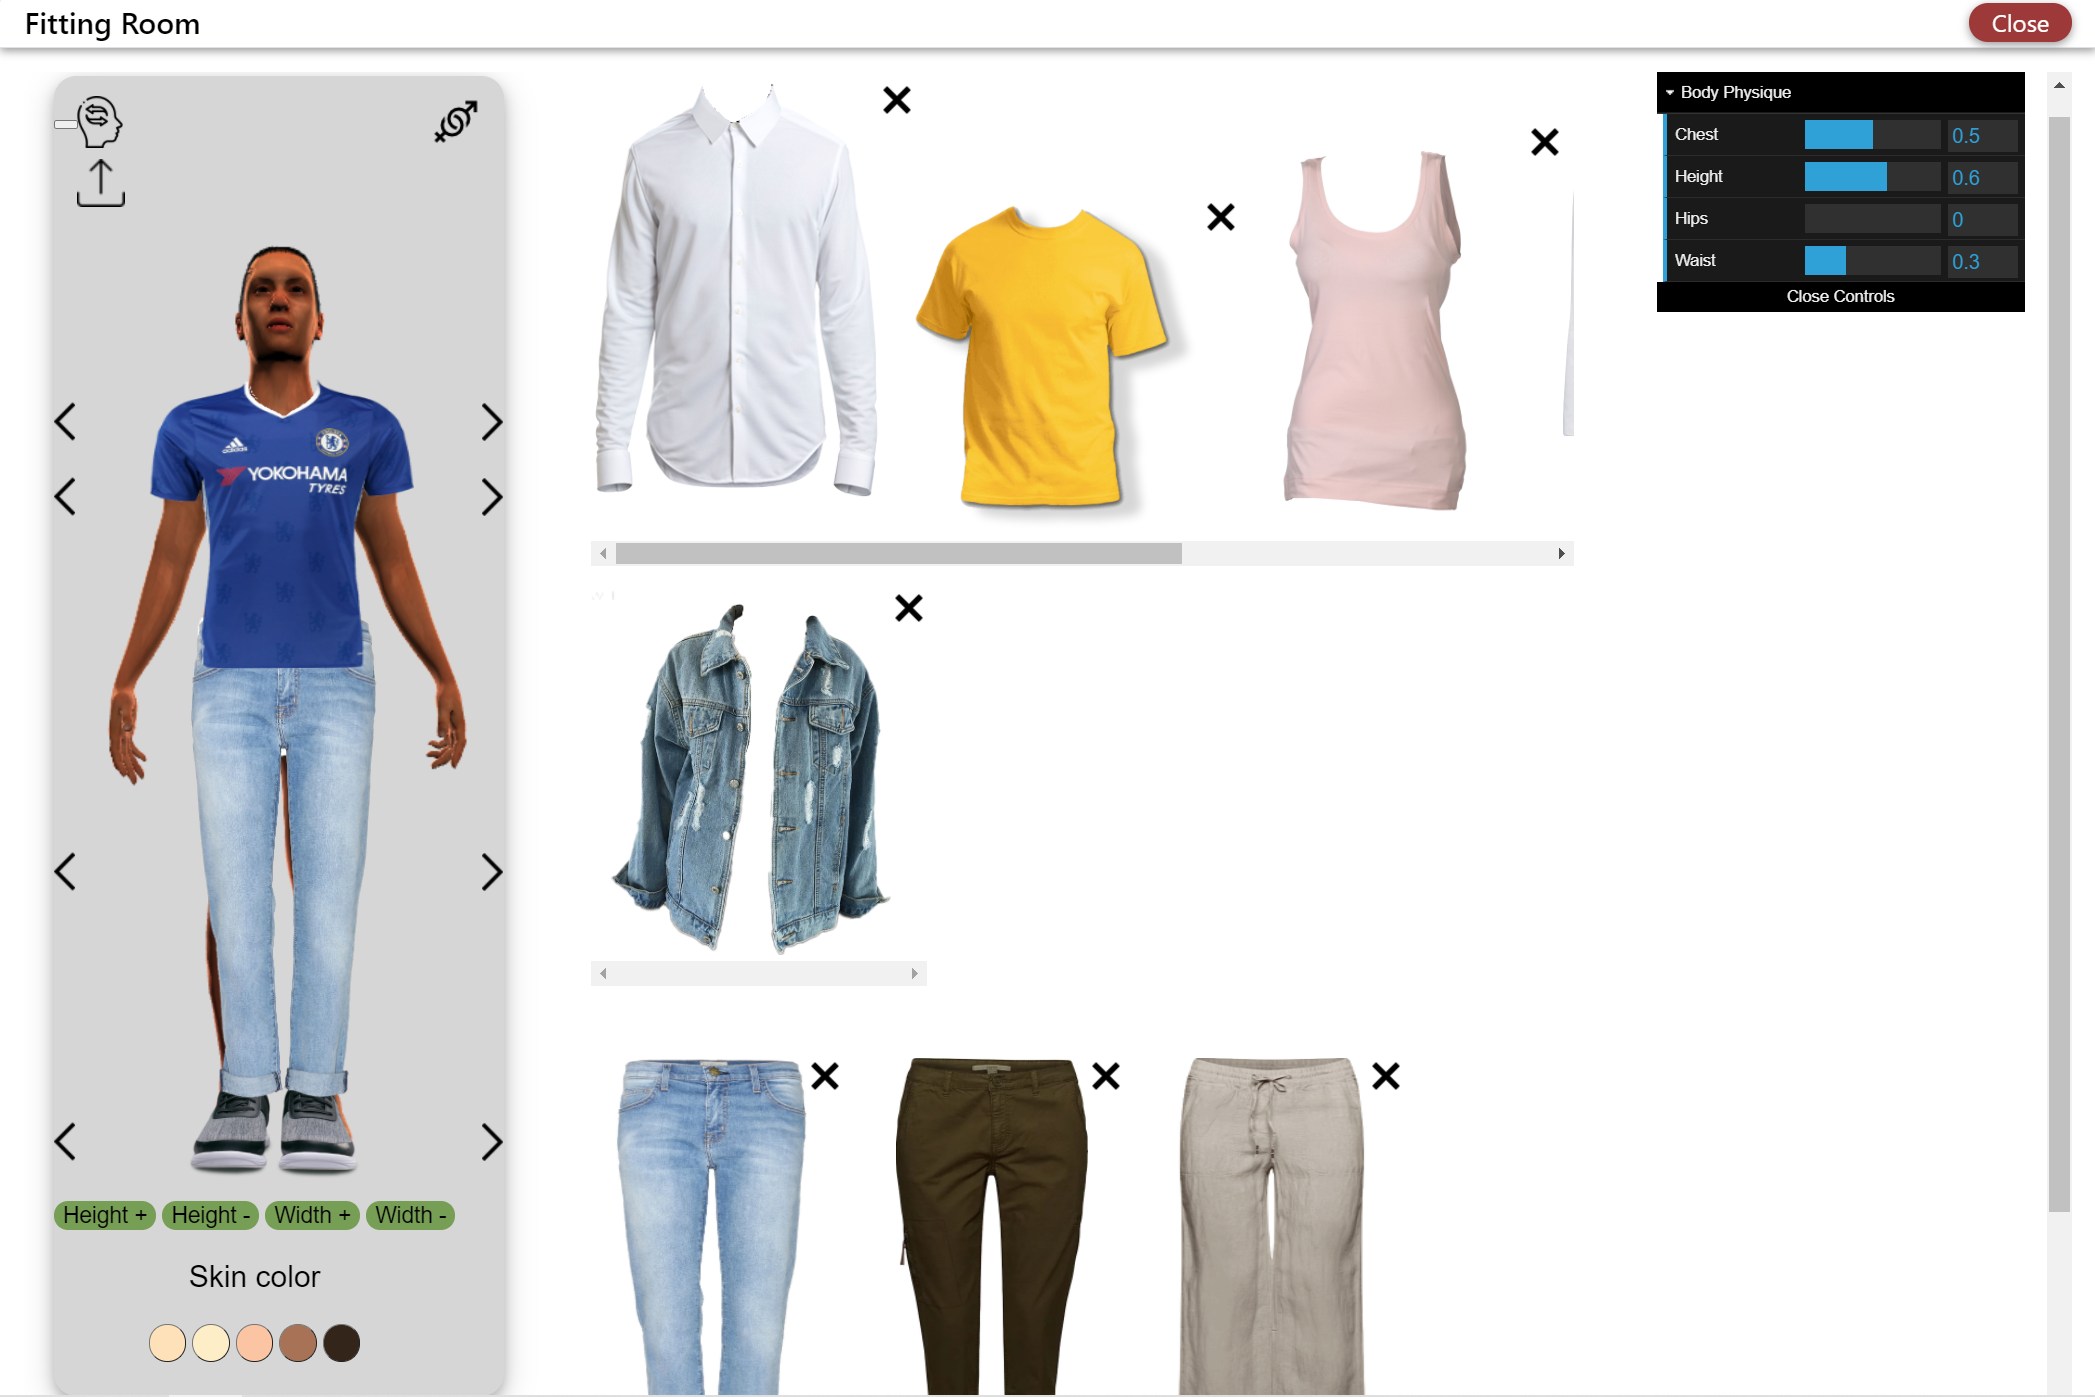 Fitting Room
Close
adidas
YOKOHAMA
TYRES
Height +
Height -
Width +
Width -
Skin color
Body Physique
Chest
0.5
Height
0.6
Hips
0
Waist
0.3
Close Controls